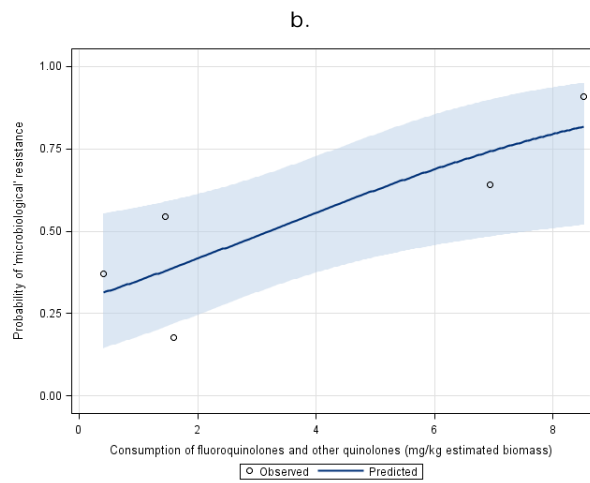 b.
1.00
0.75
0.50
0.25
0.00
Probability of 'microbiological' resistance
0 2 4 6 8
Consumption of fluoroquinolones and other quinolones (mg/kg estimated biomass)
Observed Predicted